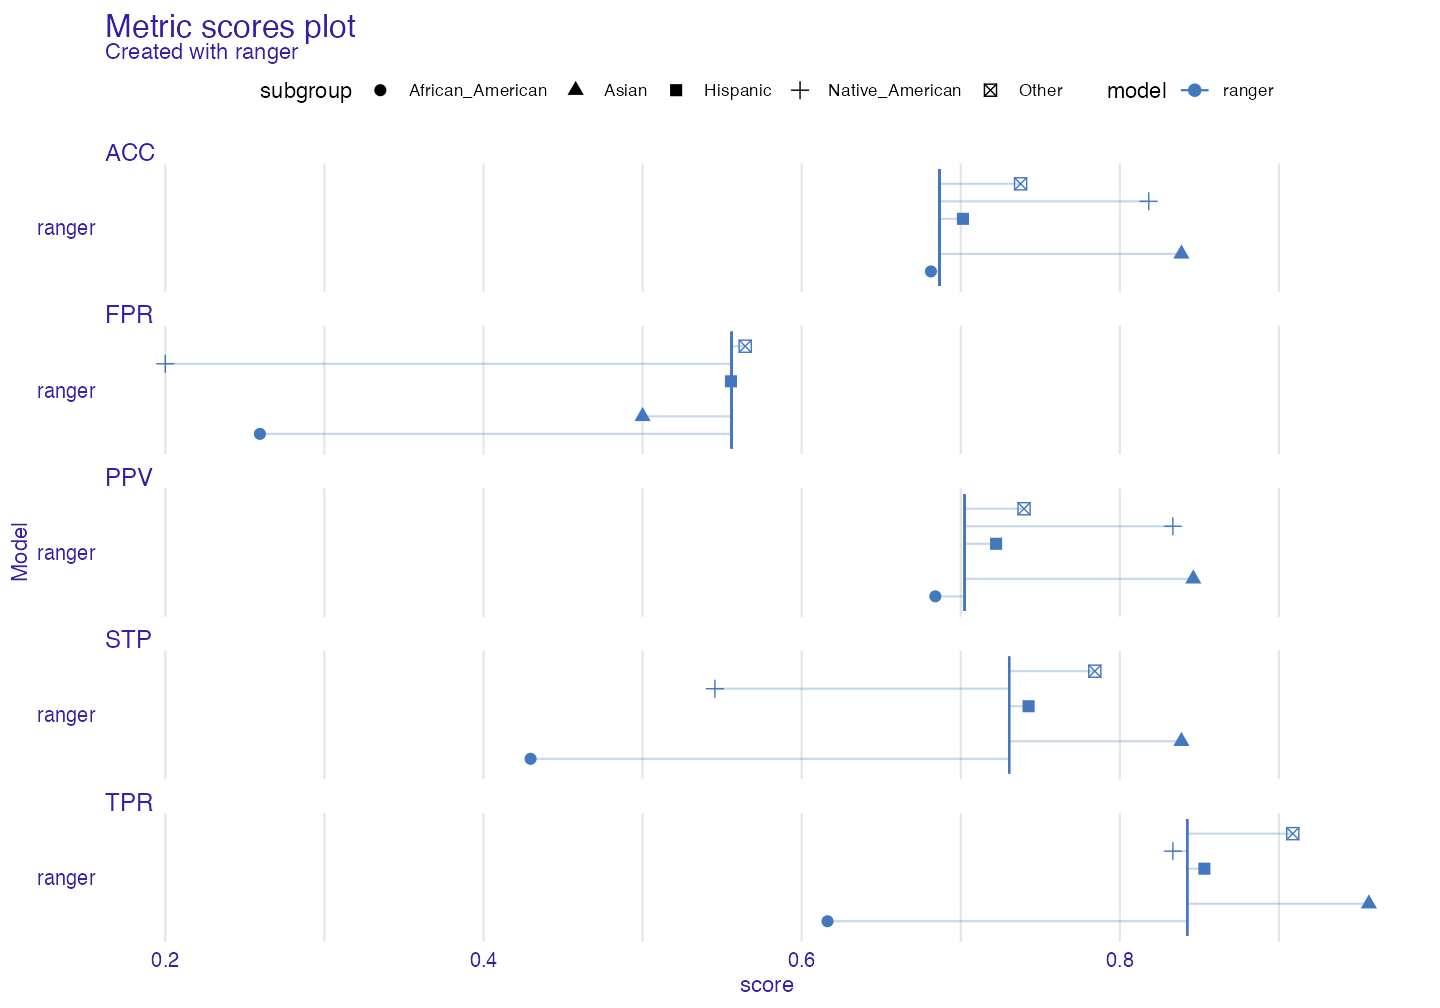 Metric scores plot
Created with ranger
subgroup African_American Asian Hispanic Native_American Other model ranger
ACC
ranger
FPR
ranger
PPV
ranger
Model
STP
ranger
TPR
ranger
0.2 0.4 0.6 0.8
score